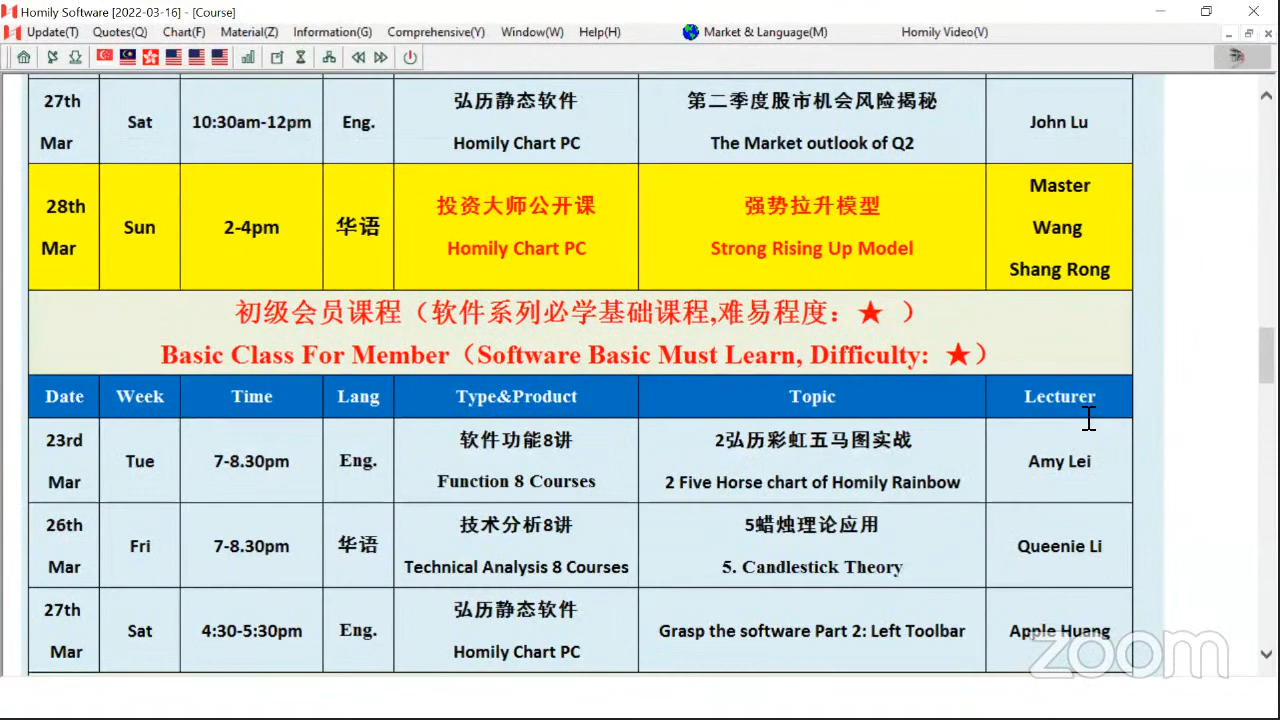 Homily Software [2022-03-16] - [Course]
Update(T) Quotes(Q) Chart(F) Material(Z) Information(G) Comprehensive(Y) Window(W) Help(H) Market & Language(M) Homily Video(V)
27th Mar Sat 10:30am-12pm Eng. 弘历静态软件 第二季度股市机会风险揭秘 John Lu
Homily Chart PC The Market outlook of Q2
28th Mar Sun 2-4pm 华语 投资大师公开课 强势拉升模型 Master Wang Shang Rong
Homily Chart PC Strong Rising Up Model
初级会员课程（软件系列必学基础课程,难易程度：★ ）
Basic Class For Member（Software Basic Must Learn, Difficulty: ★）
Date Week Time Lang Type&Product Topic Lecturer
23rd Mar Tue 7-8.30pm Eng. 软件功能8讲 2弘历彩虹五马图实战 Amy Lei
Function 8 Courses 2 Five Horse chart of Homily Rainbow
26th Mar Fri 7-8.30pm 华语 技术分析8讲 5蜡烛理论应用 Queenie Li
Technical Analysis 8 Courses 5. Candlestick Theory
27th Mar Sat 4:30-5:30pm Eng. 弘历静态软件 Grasp the software Part 2: Left Toolbar Apple Huang
Homily Chart PC
zoom